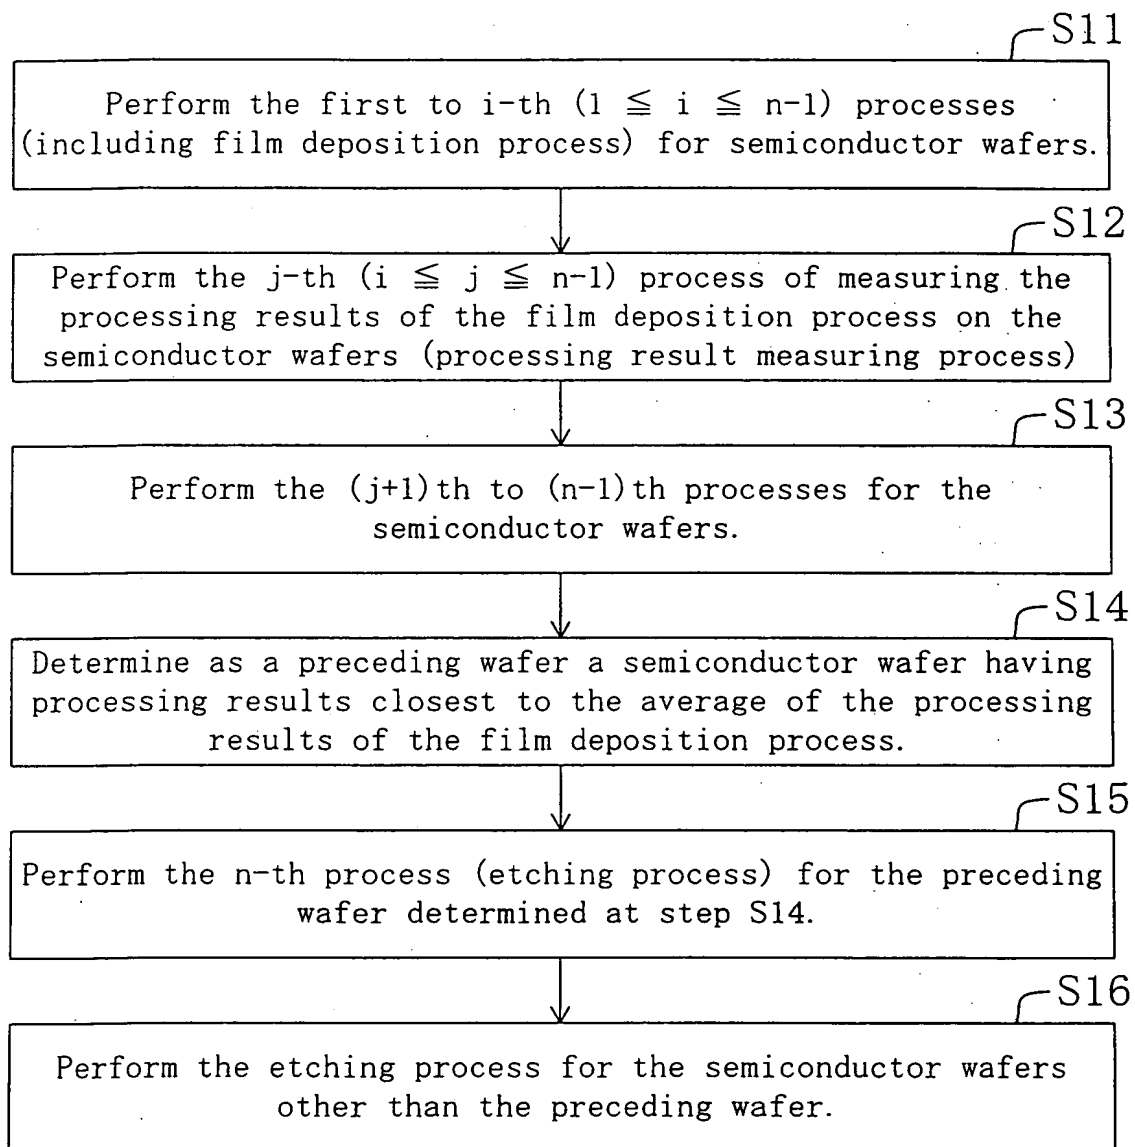 S11
Perform the first to i-th (1 ≦ i ≦ n-1) processes
(including film deposition process) for semiconductor wafers.
S12
Perform the j-th (i ≦ j ≦ n-1) process of measuring the
processing results of the film deposition process on the
semiconductor wafers (processing result measuring process)
S13
Perform the (j+1)th to (n-1)th processes for the
semiconductor wafers.
S14
Determine as a preceding wafer a semiconductor wafer having
processing results closest to the average of the processing
results of the film deposition process.
S15
Perform the n-th process (etching process) for the preceding
wafer determined at step S14.
S16
Perform the etching process for the semiconductor wafers
other than the preceding wafer.